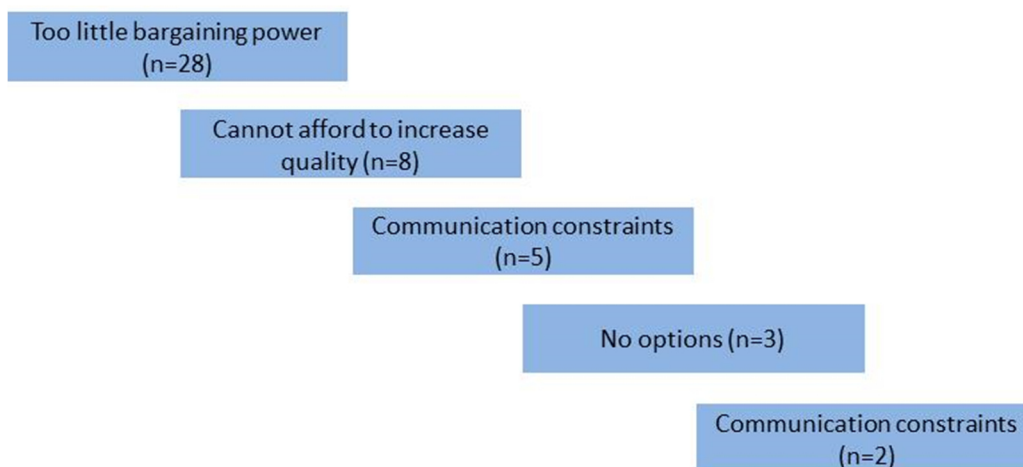 Too little bargaining power
(n=28)
Cannot afford to increase
quality (n=8)
Communication constraints
(n=5)
No options (n=3)
Communication constraints
(n=2)